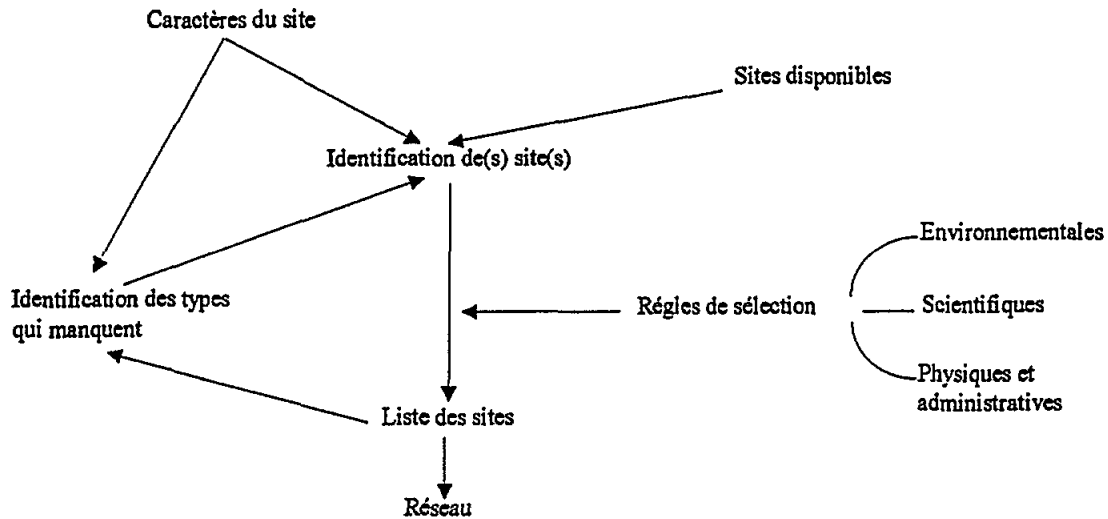 Caractères du site
Sites disponibles
Identification de(s) site(s)
Environnementales
Identification des types
qui manquent
Régles de sélection
Scientifiques
Physiques et
administratives
Liste des sites
Réseau